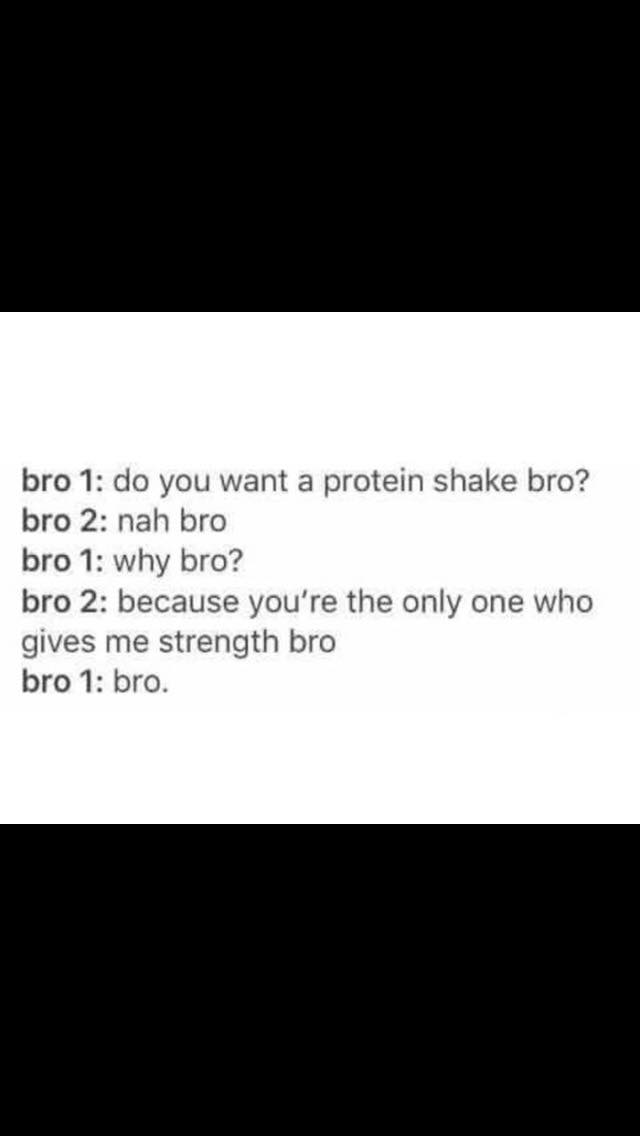 bro 1: do you want a protein shake bro?
bro 2: nah bro
bro 1: why bro?
bro 2: because you're the only one who
gives me strength bro
bro 1: bro.